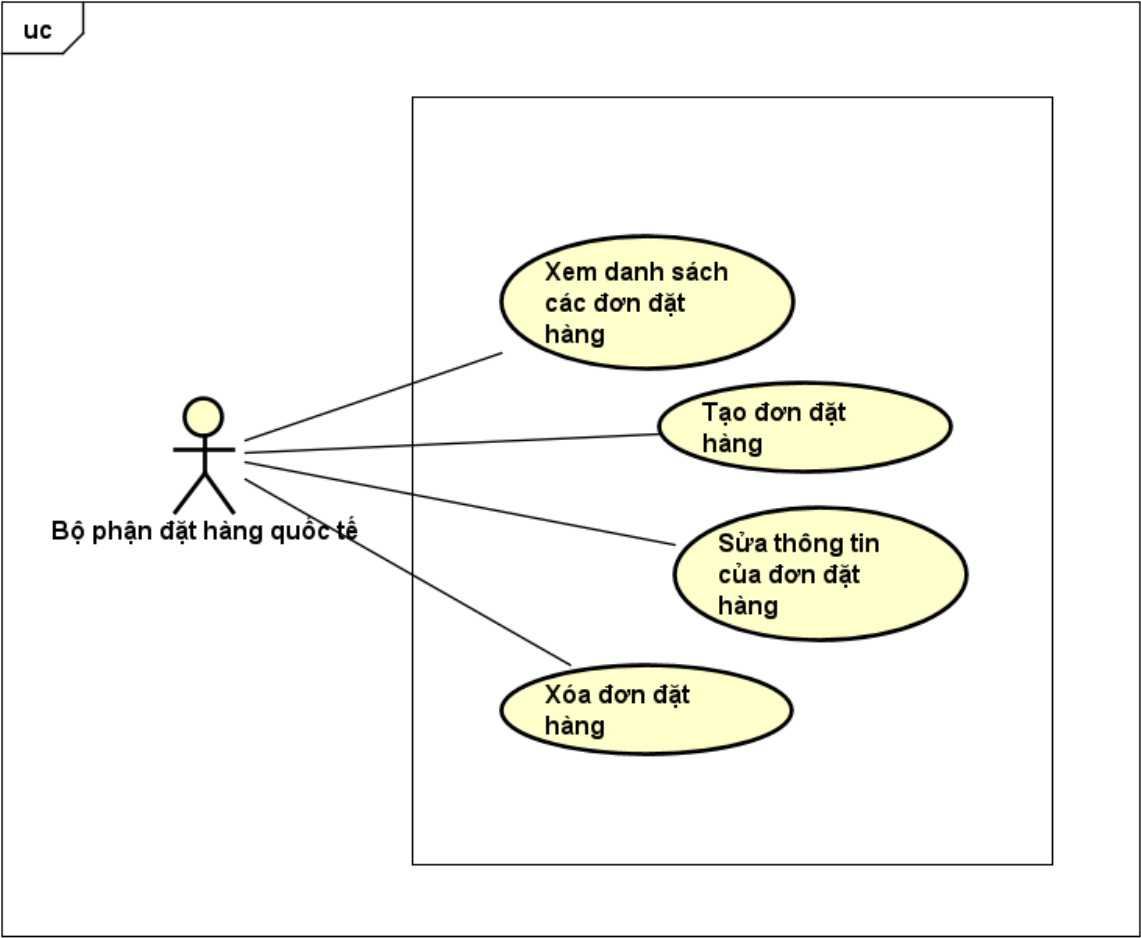 uc
Xem danh sách
các đơn đặt
hàng
Tạo đơn đặt
hàng
Bộ phận đặt hàng quốc tế
Sửa thông tin
của đơn đặt
hàng
Xóa đơn đặt
hàng